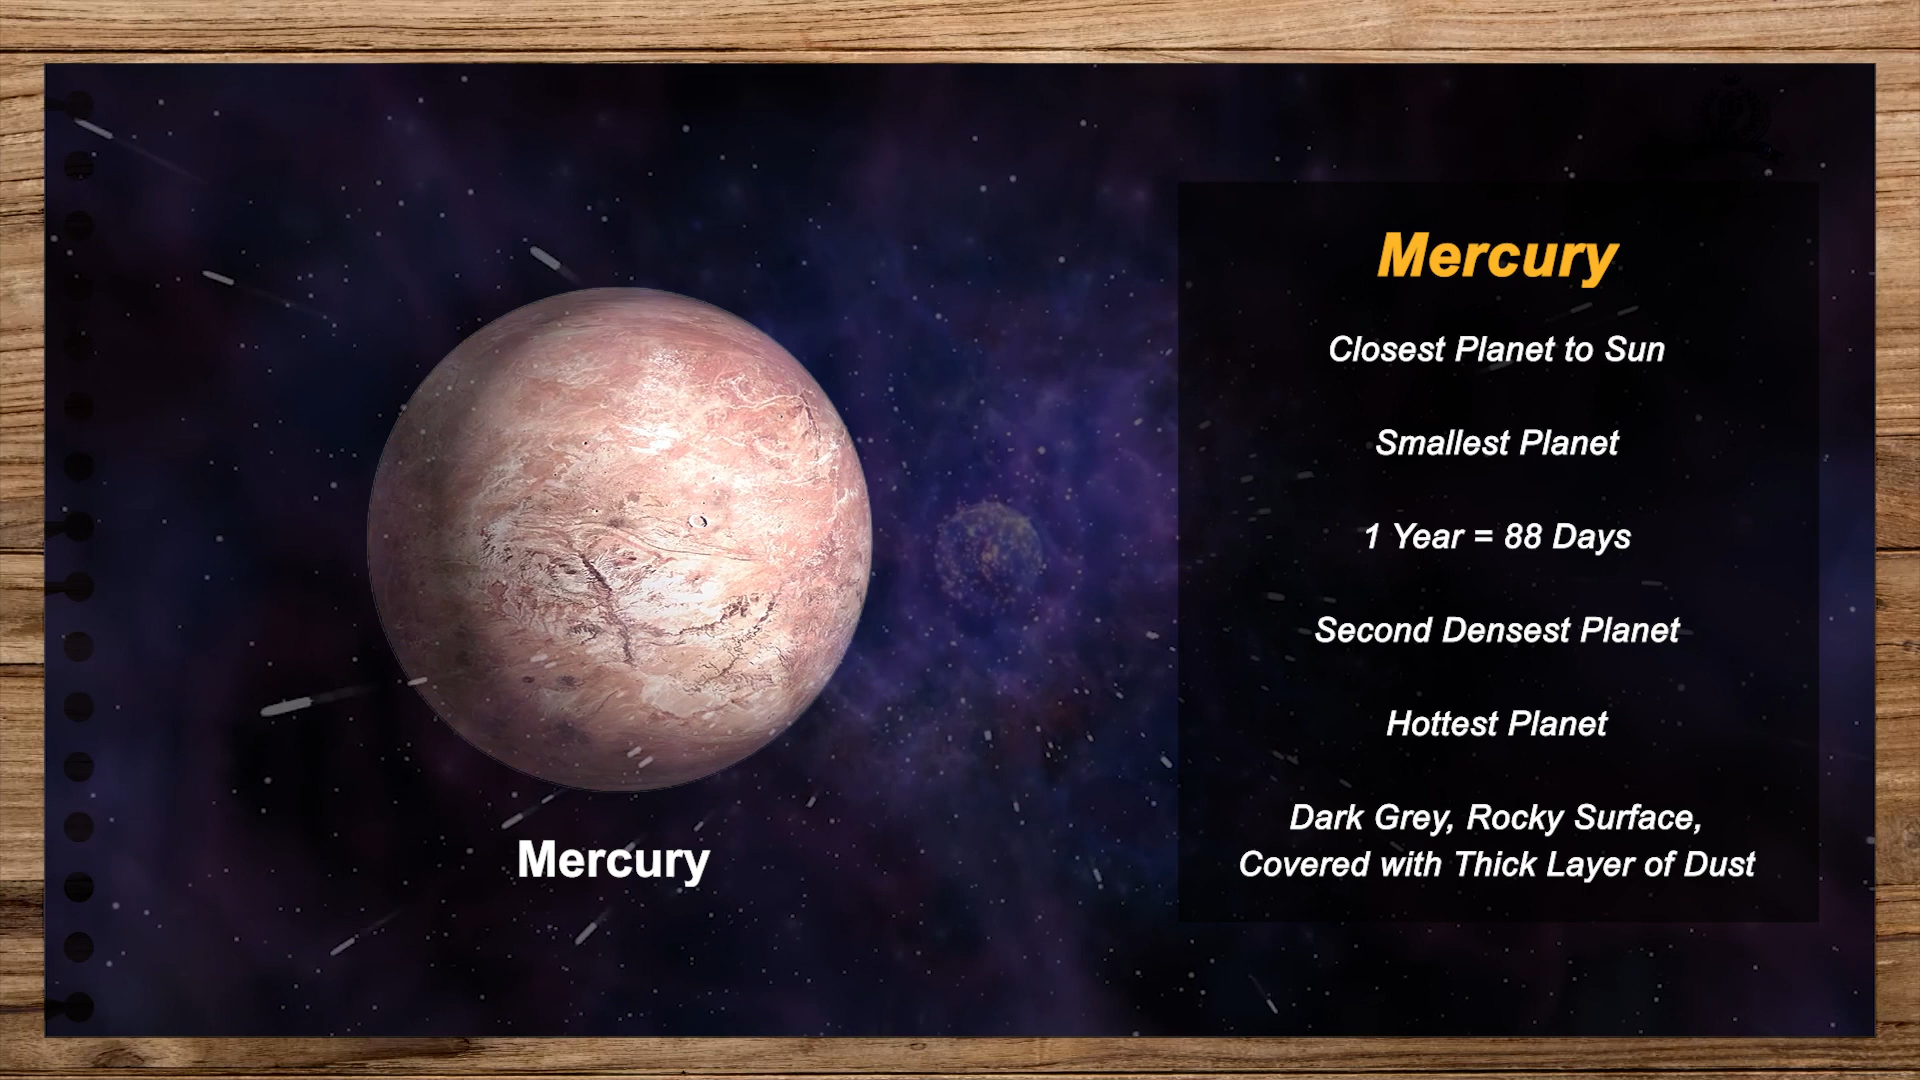 Mercury
Closest Planet to Sun
Smallest Planet
1 Year = 88 Days
Second Densest Planet
Hottest Planet
Dark Grey, Rocky Surface,
Covered with Thick Layer of Dust
Mercury